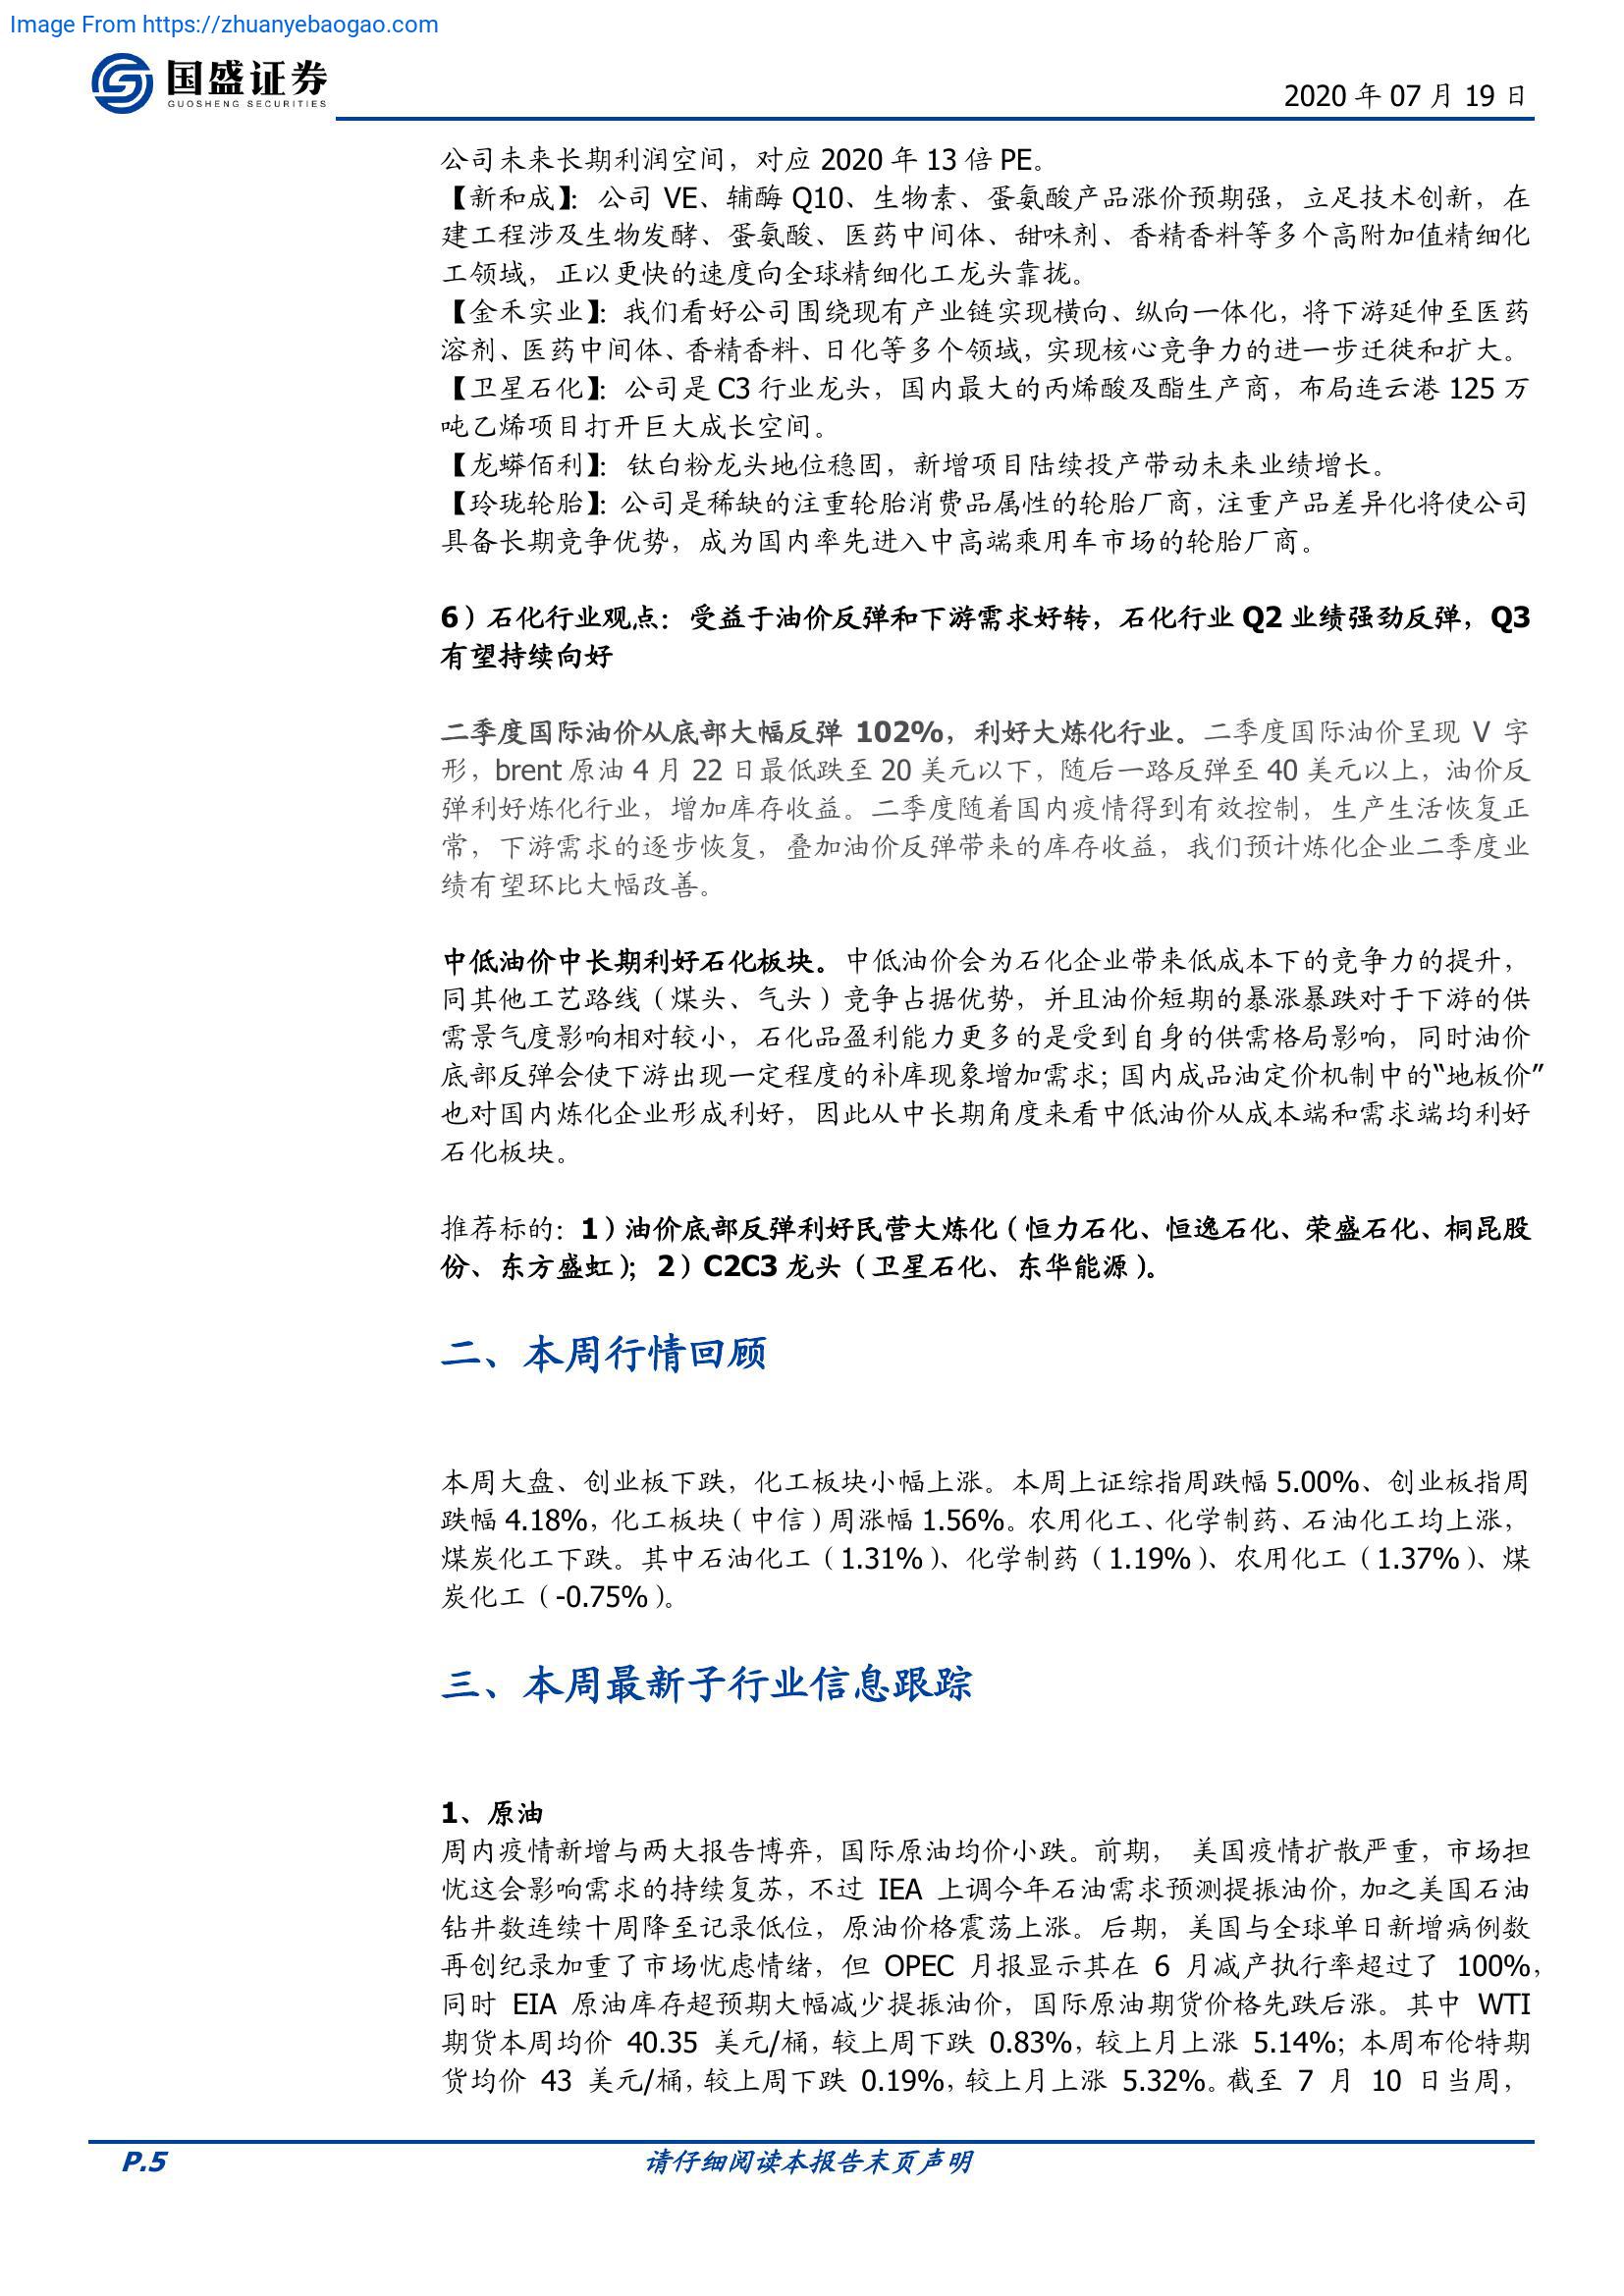 Image From https://zhuanyebaogao.com
国盛证券
GUOSHENG SECURITIES
2020 年 07 月 19 日
公司未来长期利润空间，对应 2020 年 13 倍 PE。
【新和成】：公司 VE、辅酶 Q10、生物素、蛋氨酸产品涨价预期强，立足技术创新，在
建工程涉及生物发酵、蛋氨酸、医药中间体、甜味剂、香精香料等多个高附加值精细化
工领域，正以更快的速度向全球精细化工龙头靠拢。
【金禾实业】：我们看好公司围绕现有产业链实现横向、纵向一体化，将下游延伸至医药
溶剂、医药中间体、香精香料、日化等多个领域，实现核心竞争力的进一步迁徙和扩大。
【卫星石化】：公司是 C3 行业龙头，国内最大的丙烯酸及酯生产商，布局连云港 125 万
吨乙烯项目打开巨大成长空间。
【龙蟒佰利】：钛白粉龙头地位稳固，新增项目陆续投产带动未来业绩增长。
【玲珑轮胎】：公司是稀缺的注重轮胎消费品属性的轮胎厂商，注重产品差异化将使公司
具备长期竞争优势，成为国内率先进入中高端乘用车市场的轮胎厂商。
6）石化行业观点：受益于油价反弹和下游需求好转，石化行业 Q2 业绩强劲反弹，Q3
有望持续向好
二季度国际油价从底部大幅反弹 102%，利好大炼化行业。二季度国际油价呈现 V 字
形，brent 原油 4 月 22 日最低跌至 20 美元以下，随后一路反弹至 40 美元以上，油价反
弹利好炼化行业，增加库存收益。二季度随着国内疫情得到有效控制，生产生活恢复正
常，下游需求的逐步恢复，叠加油价反弹带来的库存收益，我们预计炼化企业二季度业
绩有望环比大幅改善。
中低油价中长期利好石化板块。中低油价会为石化企业带来低成本下的竞争力的提升，
同其他工艺路线（煤头、气头）竞争占据优势，并且油价短期的暴涨暴跌对于下游的供
需景气度影响相对较小，石化品盈利能力更多的是受到自身的供需格局影响，同时油价
底部反弹会使下游出现一定程度的补库现象增加需求；国内成品油定价机制中的“地板价”
也对国内炼化企业形成利好，因此从中长期角度来看中低油价从成本端和需求端均利好
石化板块。
推荐标的：1）油价底部反弹利好民营大炼化（恒力石化、恒逸石化、荣盛石化、桐昆股
份、东方盛虹）；2）C2C3 龙头（卫星石化、东华能源）。
二、本周行情回顾
本周大盘、创业板下跌，化工板块小幅上涨。本周上证综指周跌幅 5.00%、创业板指周
跌幅 4.18%，化工板块（中信）周涨幅 1.56%。农用化工、化学制药、石油化工均上涨，
煤炭化工下跌。其中石油化工（1.31%）、化学制药（1.19%）、农用化工（1.37%）、煤
炭化工（-0.75%）。
三、本周最新子行业信息跟踪
1、原油
周内疫情新增与两大报告博弈，国际原油均价小跌。前期， 美国疫情扩散严重，市场担
忧这会影响需求的持续复苏，不过 IEA 上调今年石油需求预测提振油价，加之美国石油
钻井数连续十周降至记录低位，原油价格震荡上涨。后期，美国与全球单日新增病例数
再创纪录加重了市场忧虑情绪，但 OPEC 月报显示其在 6 月减产执行率超过了 100%，
同时 EIA 原油库存超预期大幅减少提振油价，国际原油期货价格先跌后涨。其中 WTI
期货本周均价 40.35 美元/桶，较上周下跌 0.83%，较上月上涨 5.14%；本周布伦特期
货均价 43 美元/桶，较上周下跌 0.19%，较上月上涨 5.32%。截至 7 月 10 日当周，
P.5
请仔细阅读本报告末页声明